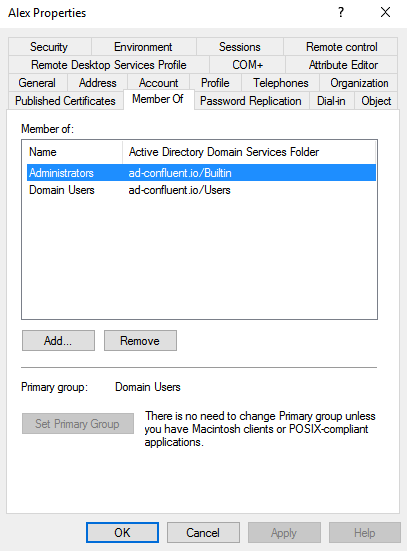 Alex Properties
?
Security Environment Sessions Remote control
Remote Desktop Services Profile COM+ Attribute Editor
General Address Account Profile Telephones Organization
Published Certificates Member Of Password Replication Dial-in Object
Member of:
Name Active Directory Domain Services Folder
Administrators ad-confluent.io/Builtin
Domain Users ad-confluent.io/Users
Add... Remove
Primary group: Domain Users
Set Primary Group
There is no need to change Primary group unless
you have Macintosh clients or POSIX-compliant
applications.
OK Cancel Apply Help